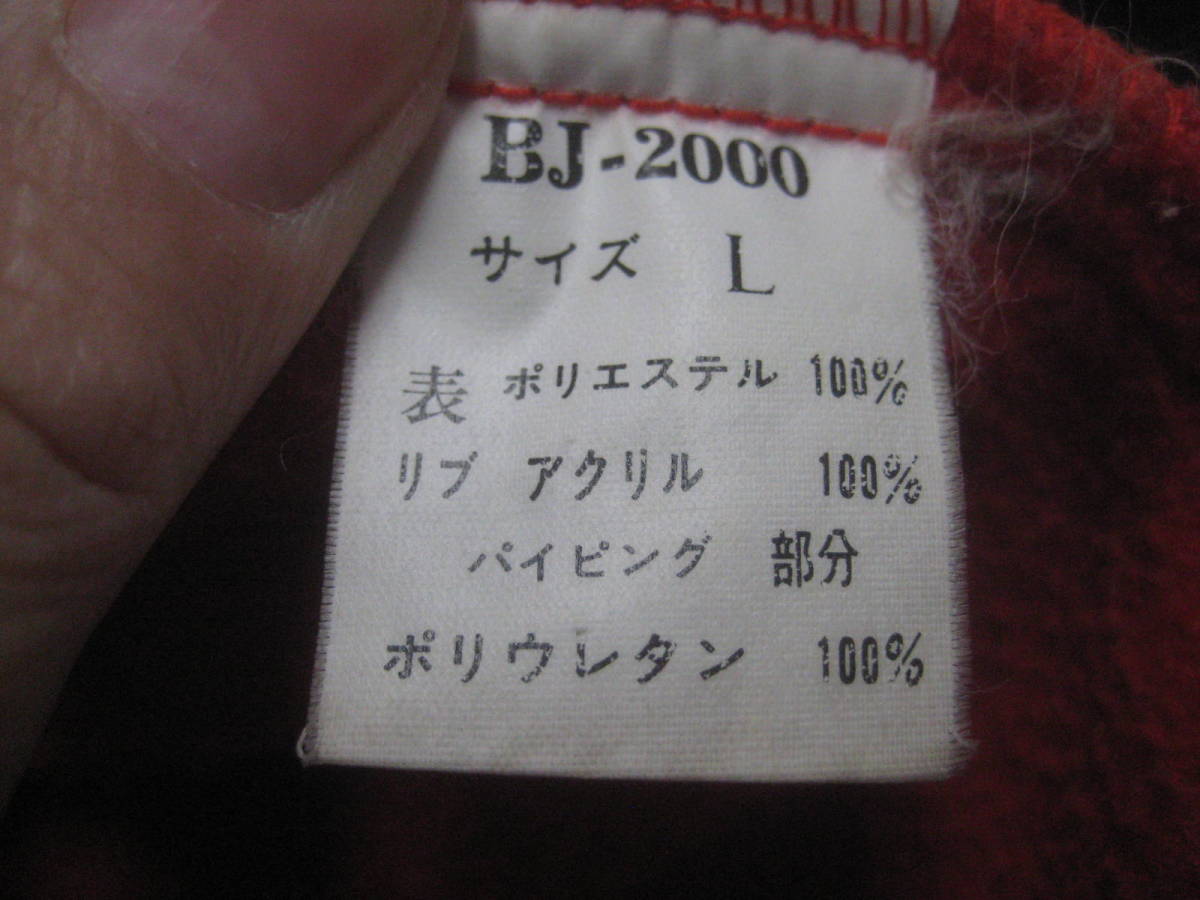 BJ-2000
サイズ L
表 ポリエステル 100%
リブ アクリル 100%
パイピング 部分
ポリウレタン 100%